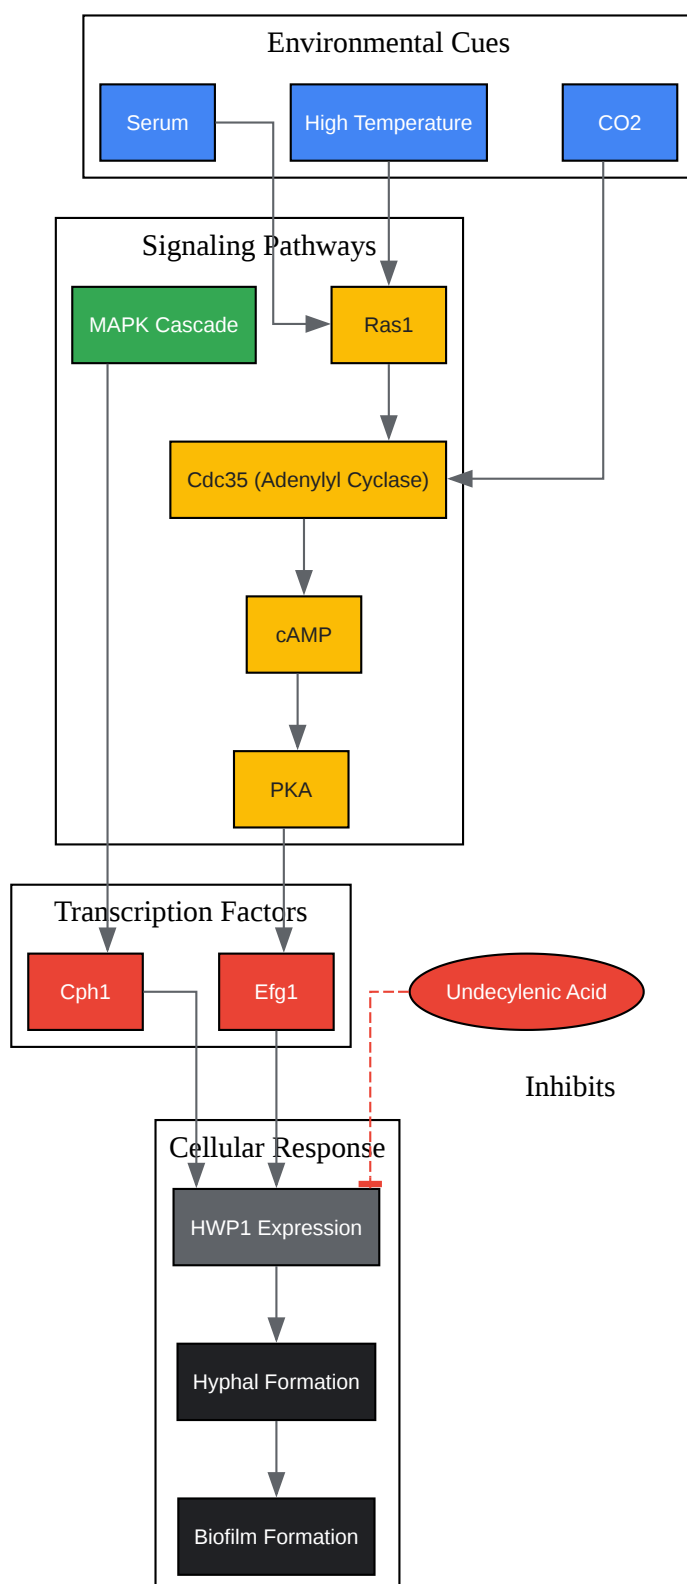 Environmental Cues
Serum
High Temperature
CO2
Signaling Pathways
MAPK Cascade
Ras1
Cdc35 (Adenylyl Cyclase)
cAMP
PKA
Transcription Factors
Cph1
Efg1
Undecylenic Acid
Inhibits
Cellular Response
HWP1 Expression
Hyphal Formation
Biofilm Formation